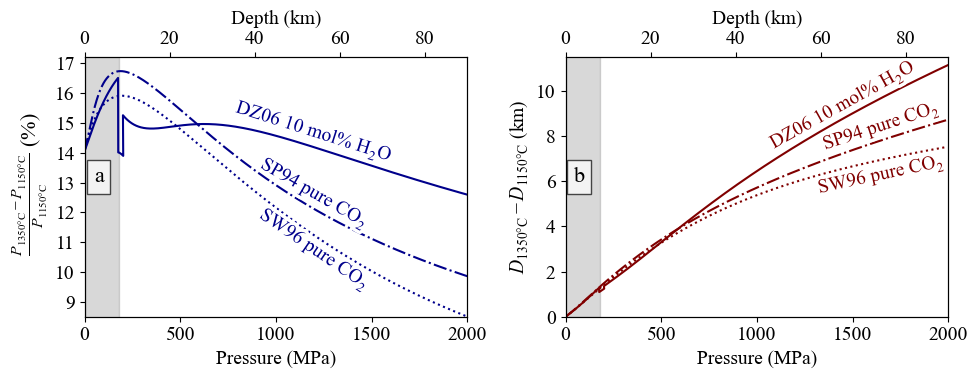 Depth (km)
0 20 40 60 80
17
16
15
14
13
12
11
10
9
P1350°C − P1150°C
P1150°C
(%)
a
DZ06 10 mol% H₂O
SP94 pure CO₂
SW96 pure CO₂
0 500 1000 1500 2000
Pressure (MPa)
Depth (km)
0 20 40 60 80
10
8
6
4
2
0
D1350°C − D1150°C (km)
b
DZ06 10 mol% H₂O
SP94 pure CO₂
SW96 pure CO₂
0 500 1000 1500 2000
Pressure (MPa)